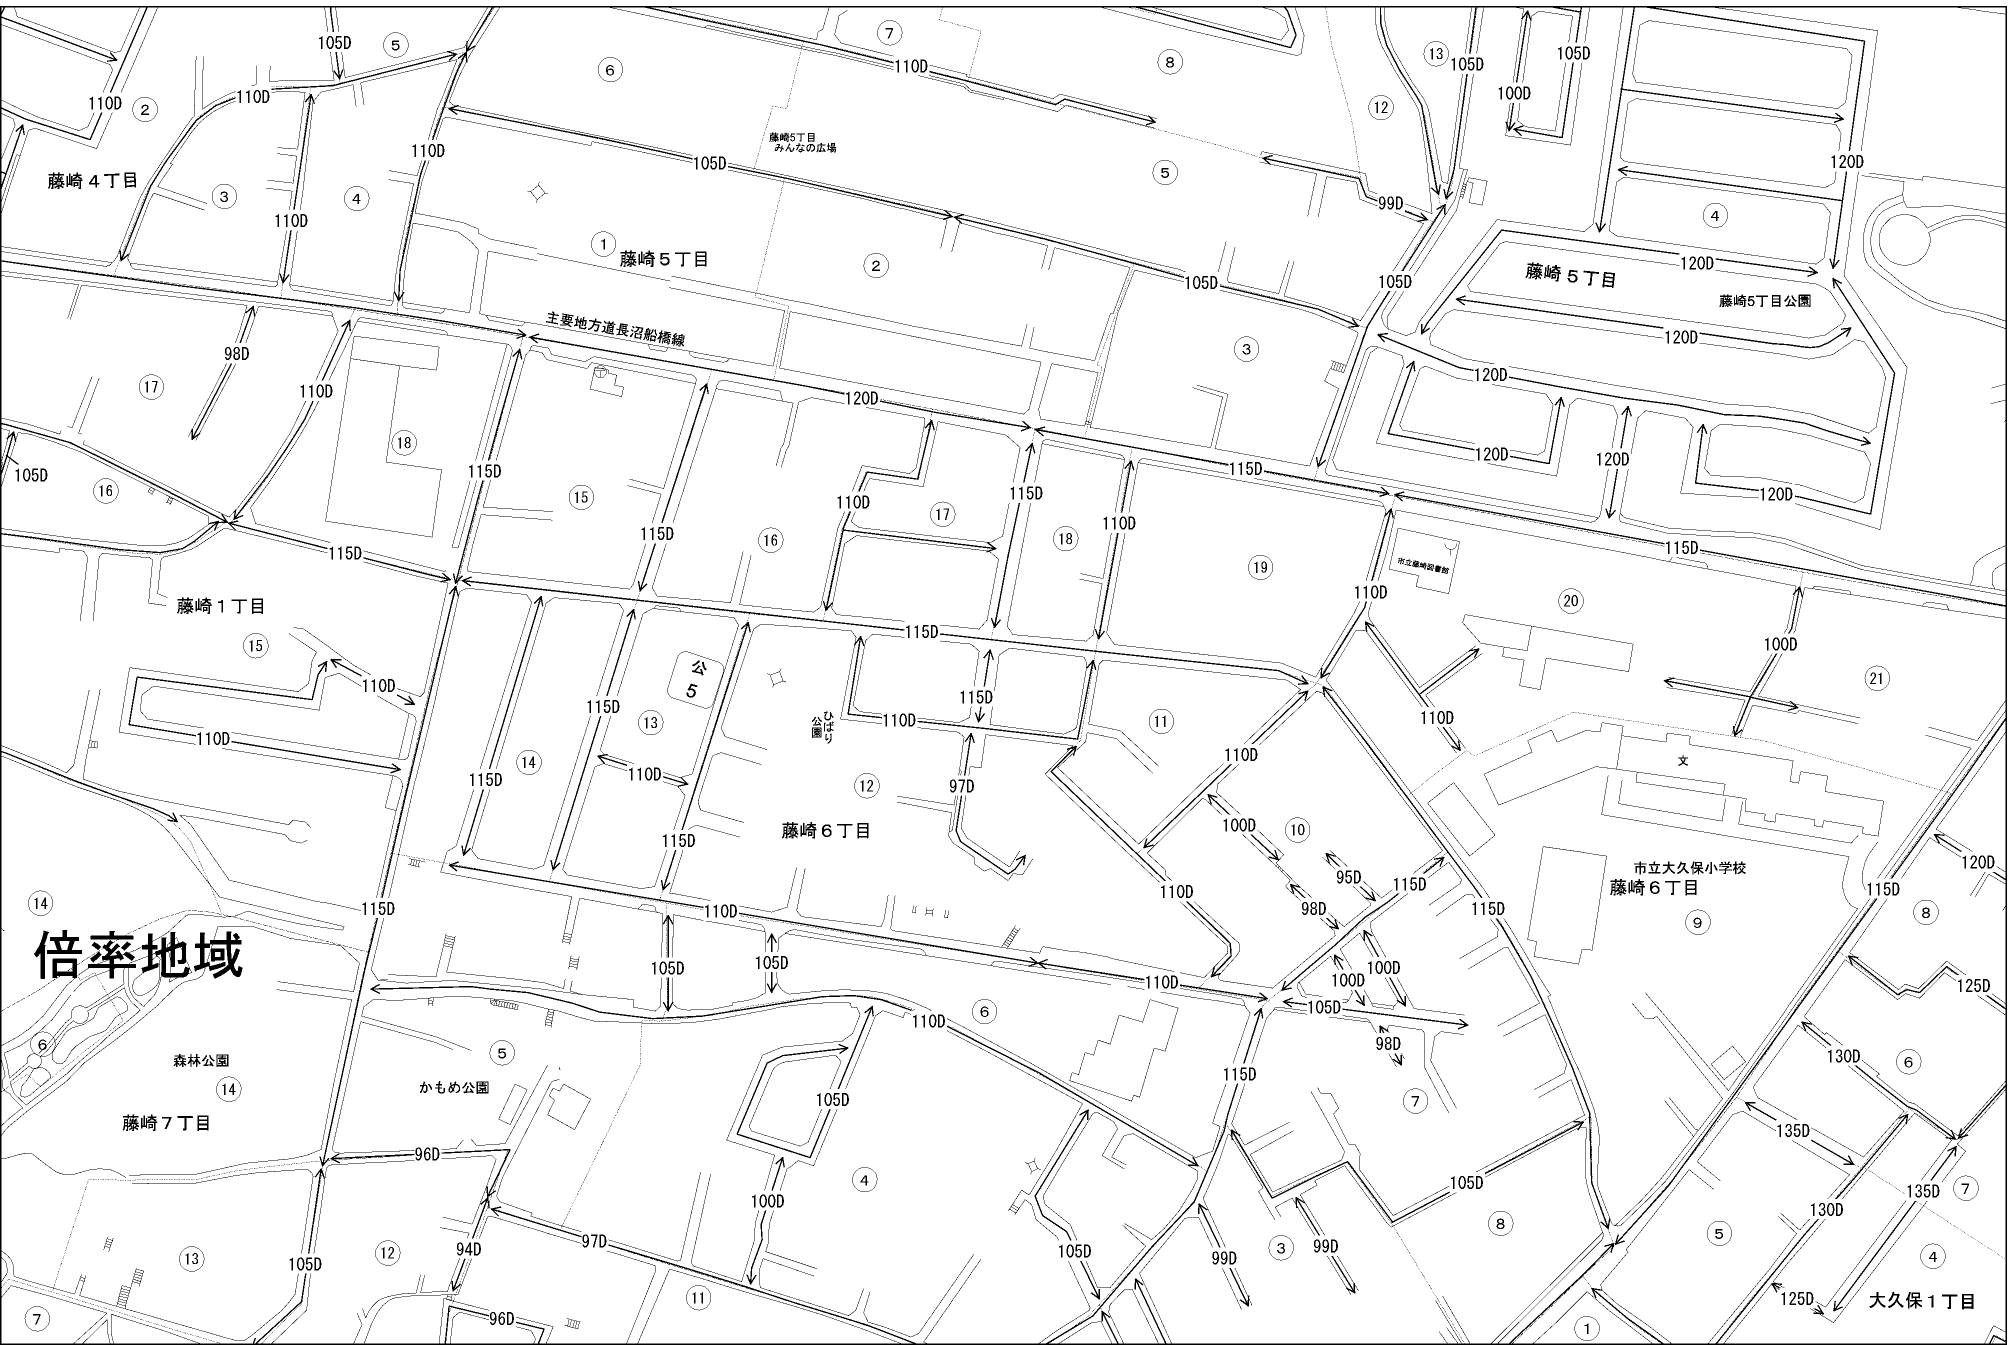 105D
5
7
110D
6
8
13
105D
105D
110D
2
110D
100D
12
藤崎5丁目
みんなの広場
110D
105D
5
120D
藤崎4丁目
3
4
99D
4
110D
1
藤崎5丁目
2
105D
105D
120D
藤崎5丁目
藤崎5丁目公園
主要地方道長沼船橋線
98D
3
120D
17
110D
120D
120D
18
115D
115D
120D
120D
105D
16
15
110D
115D
120D
17
110D
115D
16
18
115D
115D
19
市立藤崎図書館
藤崎1丁目
110D
20
115D
15
100D
公
5
110D
115D
21
115D
13
ひばり
公園
110D
11
110D
110D
110D
14
115D
110D
12
97D
文
藤崎6丁目
100D
10
115D
95D
115D
110D
120D
市立大久保小学校
藤崎6丁目
115D
14
115D
110D
98D
115D
9
8
倍率地域
105D
105D
110D
100D
100D
125D
6
110D
105D
6
98D
130D
6
5
森林公園
14
かもめ公園
115D
105D
7
藤崎7丁目
135D
96D
4
105D
135D
7
100D
130D
8
5
13
12
94D
97D
105D
99D
3
99D
4
105D
7
96D
11
125D
大久保1丁目
1